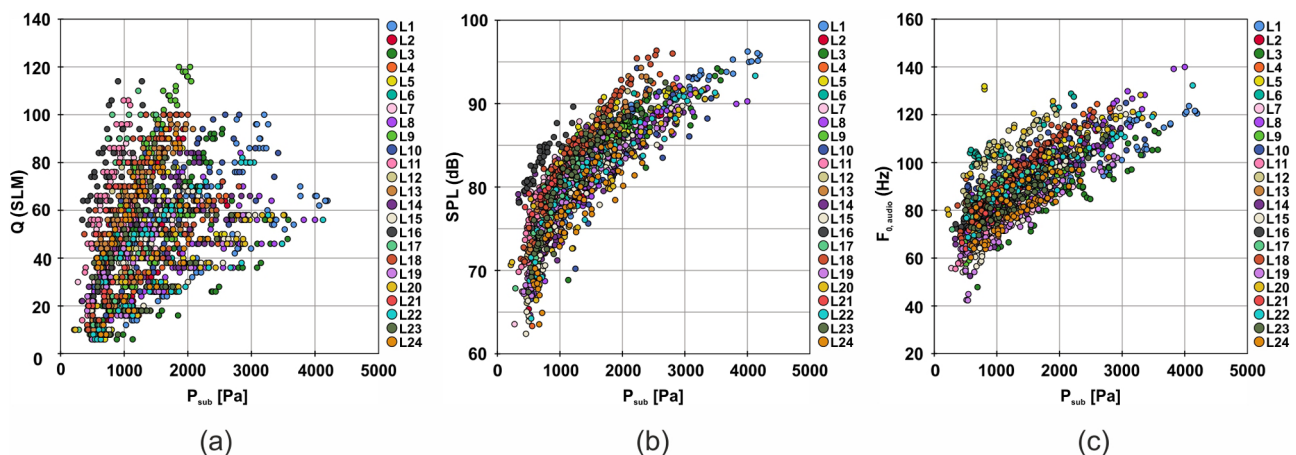 140
120
100
80
60
40
20
0
Q (SLM)
0 1000 2000 3000 4000 5000
P sub [Pa]
L1
L2
L3
L4
L5
L6
L7
L8
L9
L10
L11
L12
L13
L14
L15
L16
L17
L18
L19
L20
L21
L22
L23
L24
(a)
100
90
80
70
60
SPL (dB)
0 1000 2000 3000 4000 5000
P sub [Pa]
L1
L2
L3
L4
L5
L6
L7
L8
L9
L10
L11
L12
L13
L14
L15
L16
L17
L18
L19
L20
L21
L22
L23
L24
(b)
160
140
120
100
80
60
40
20
F 0, audio (Hz)
0 1000 2000 3000 4000 5000
P sub [Pa]
L1
L2
L3
L4
L5
L6
L7
L8
L9
L10
L11
L12
L13
L14
L15
L16
L17
L18
L19
L20
L21
L22
L23
L24
(c)